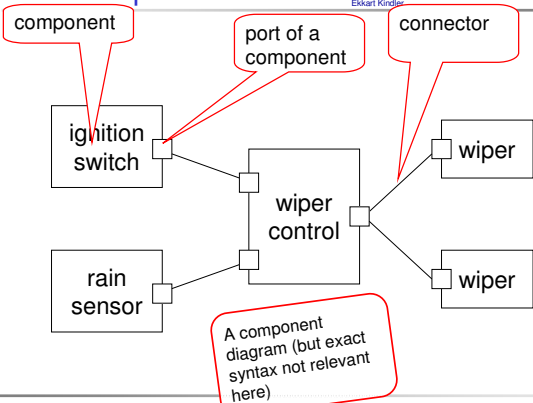 Ekkart Kindler
component
port of a
component
connector
ignition
switch
wiper
wiper
control
rain
sensor
wiper
A component
diagram (but exact
syntax not relevant
here)